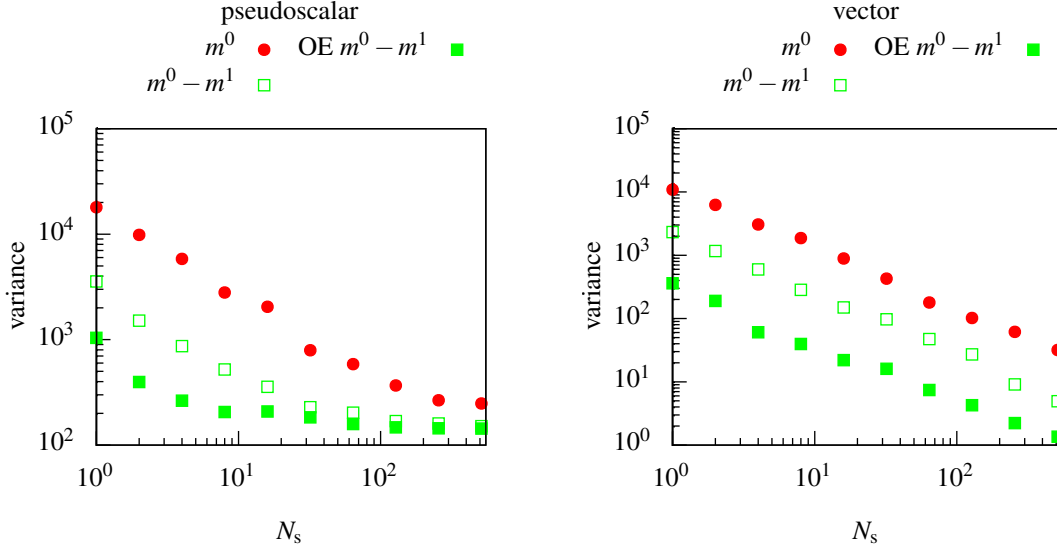 pseudoscalar
m⁰ OE m⁰ − m¹
m⁰ − m¹
10⁵
10⁴
10³
10²
variance
10⁰ 10¹ 10²
Nₛ
vector
m⁰ OE m⁰ − m¹
m⁰ − m¹
10⁵
10⁴
10³
10²
10¹
10⁰
variance
10⁰ 10¹ 10²
Nₛ